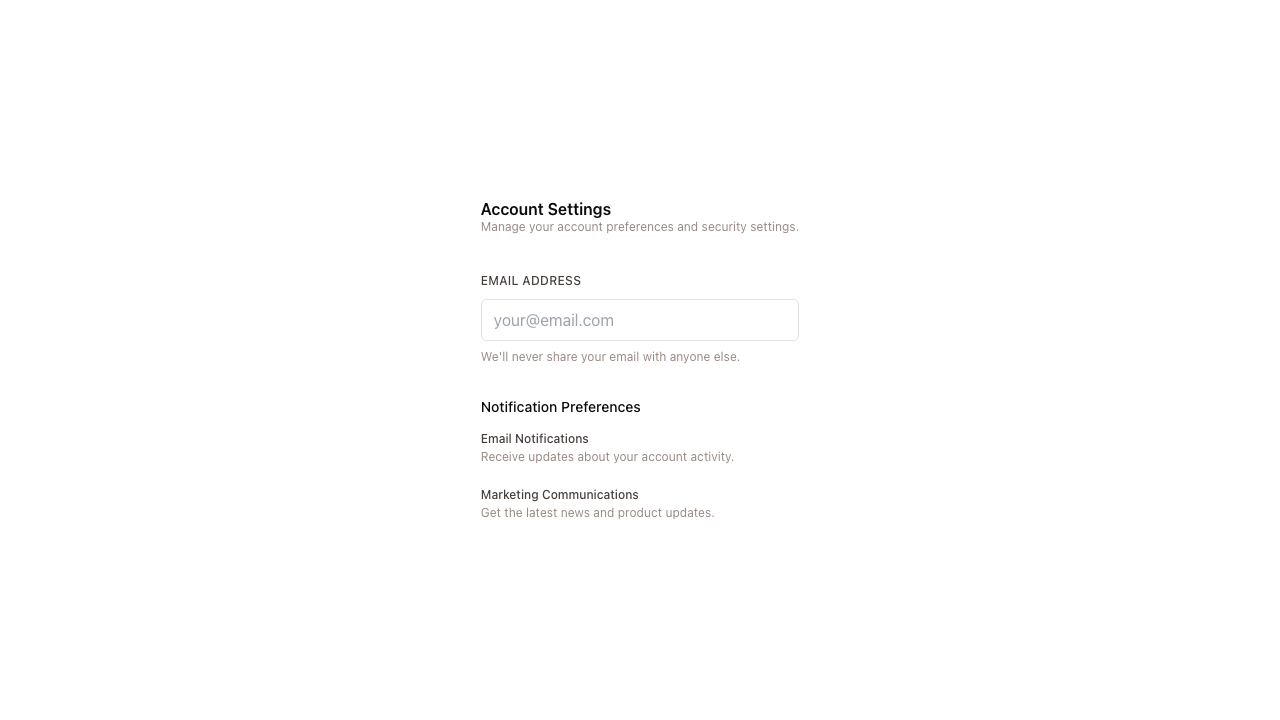 Account Settings
Manage your account preferences and security settings.
EMAIL ADDRESS
your@email.com
We'll never share your email with anyone else.
Notification Preferences
Email Notifications
Receive updates about your account activity.
Marketing Communications
Get the latest news and product updates.